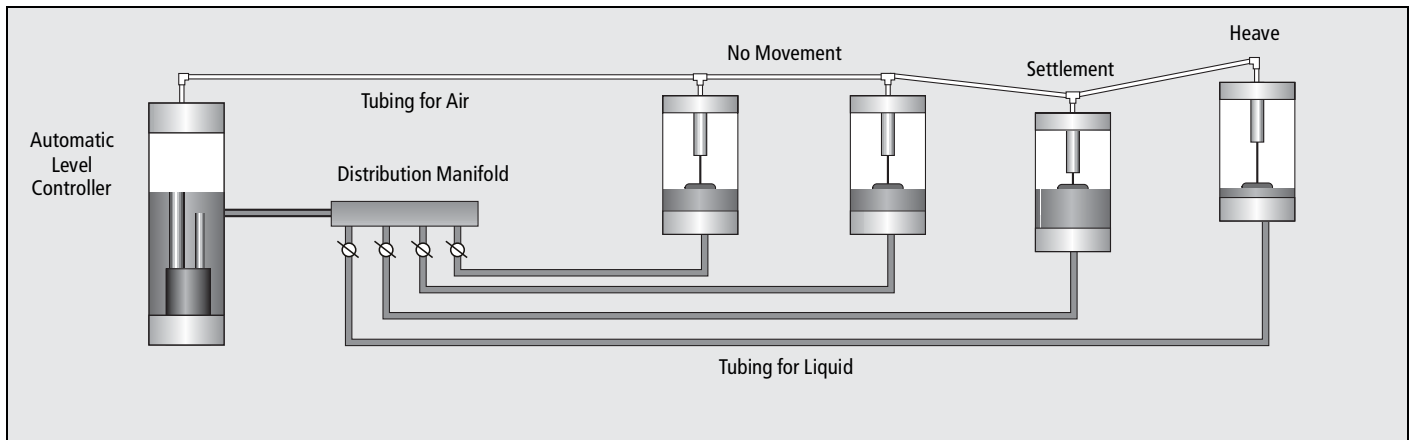 Heave
No Movement
Settlement
Tubing for Air
Automatic
Level
Controller
Distribution Manifold
Tubing for Liquid